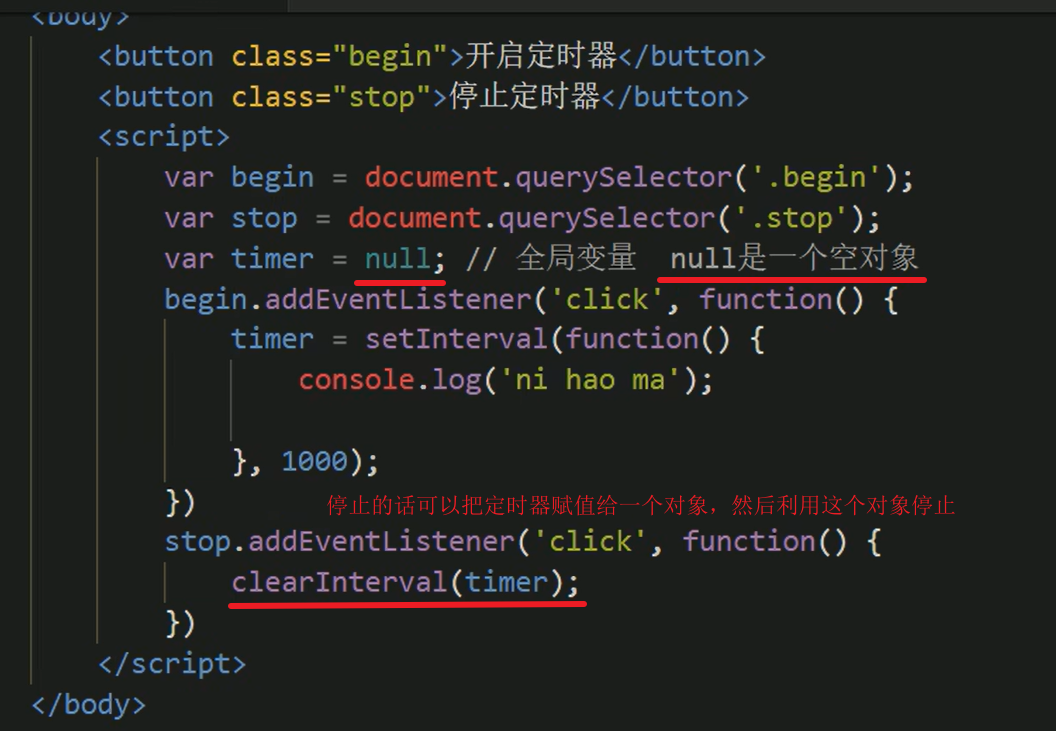 <body>
<button class="begin">开启定时器</button>
<button class="stop">停止定时器</button>
<script>
var begin = document.querySelector('.begin');
var stop = document.querySelector('.stop');
var timer = null; // 全局变量 null是一个空对象
begin.addEventListener('click', function() {
timer = setInterval(function() {
console.log('ni hao ma');
}, 1000);
})
停止的话可以把定时器赋值给一个对象，然后利用这个对象停止
stop.addEventListener('click', function() {
clearInterval(timer);
})
</script>
</body>